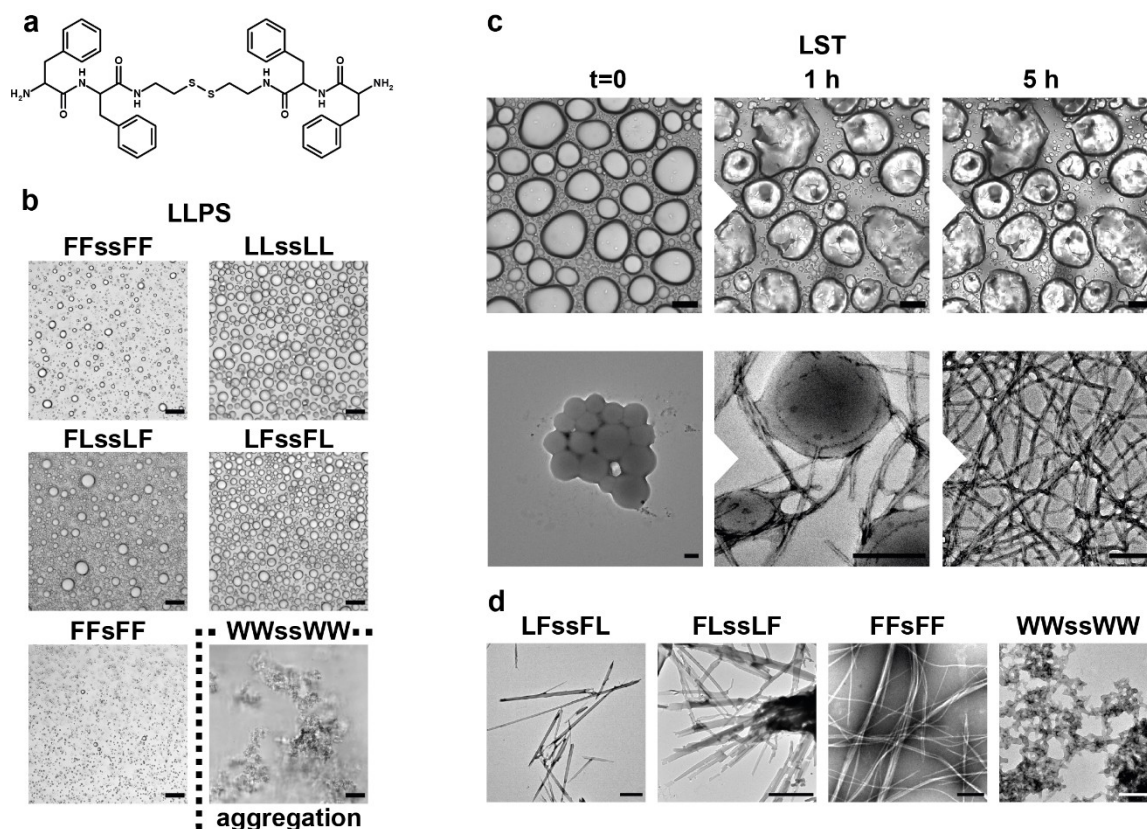 a
H₂N
O
N
H
O
H
N
S
S
H
N
O
H
N
O
NH₂
b
LLPS
FFssFF LLssLL
FLssLF LFssFL
FFsFF WWssWW
aggregation
c
LST
t=0 1 h 5 h
d
LFssFL FLssLF FFsFF WWssWW